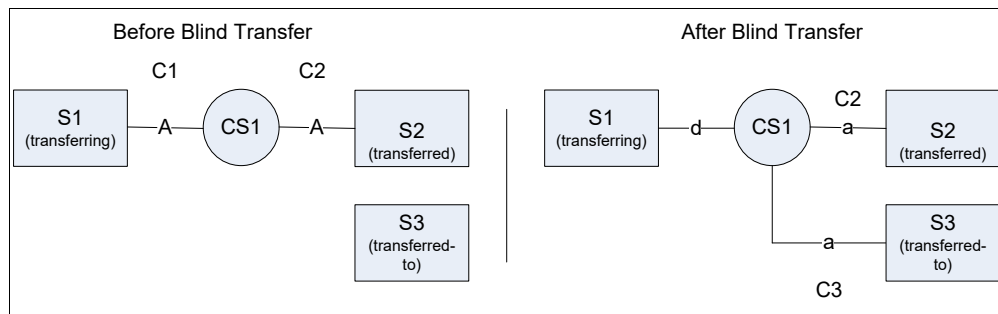 Before Blind Transfer
C1
C2
S1
(transferring)
A
CS1
A
S2
(transferred)
S3
(transferred-
to)
After Blind Transfer
C2
S1
(transferring)
d
CS1
a
S2
(transferred)
S3
(transferred-
to)
a
C3